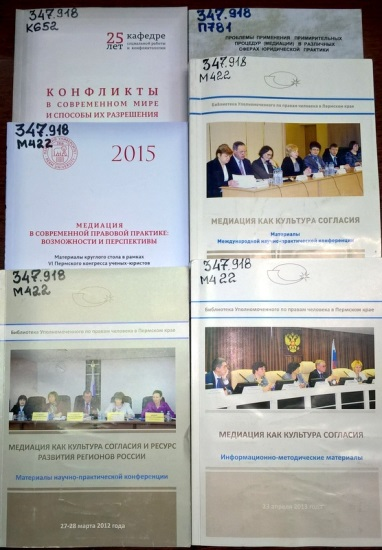 347.918
К652
25 лет
кафедре
социальной работы
и конфликтологии
КОНФЛИКТЫ
В СОВРЕМЕННОМ МИРЕ
И СПОСОБЫ ИХ РАЗРЕШЕНИЯ
347.918
П781
ПРОБЛЕМЫ ПРИМЕНЕНИЯ ПРИМИРИТЕЛЬНЫХ
ПРОЦЕДУР (МЕДИАЦИИ) В РАЗЛИЧНЫХ
СФЕРАХ ЮРИДИЧЕСКОЙ ПРАКТИКИ
347.918
М422
2015
МЕДИАЦИЯ
В СОВРЕМЕННОЙ ПРАВОВОЙ ПРАКТИКЕ:
ВОЗМОЖНОСТИ И ПЕРСПЕКТИВЫ
Материалы круглого стола в рамках
VI Пермского конгресса ученых-юристов
347.918
М422
Библиотека Уполномоченного по правам человека в Пермском крае
МЕДИАЦИЯ КАК КУЛЬТУРА СОГЛАСИЯ
Материалы
Международной научно-практической конференции
347.918
М422
Библиотека Уполномоченного по правам человека в Пермском крае
МЕДИАЦИЯ КАК КУЛЬТУРА СОГЛАСИЯ И РЕСУРС
РАЗВИТИЯ РЕГИОНОВ РОССИИ
Материалы научно-практической конференции
27-28 марта 2012 года
347.918
М422
Библиотека Уполномоченного по правам человека в Пермском крае
МЕДИАЦИЯ КАК КУЛЬТУРА СОГЛАСИЯ
Информационно-методические материалы